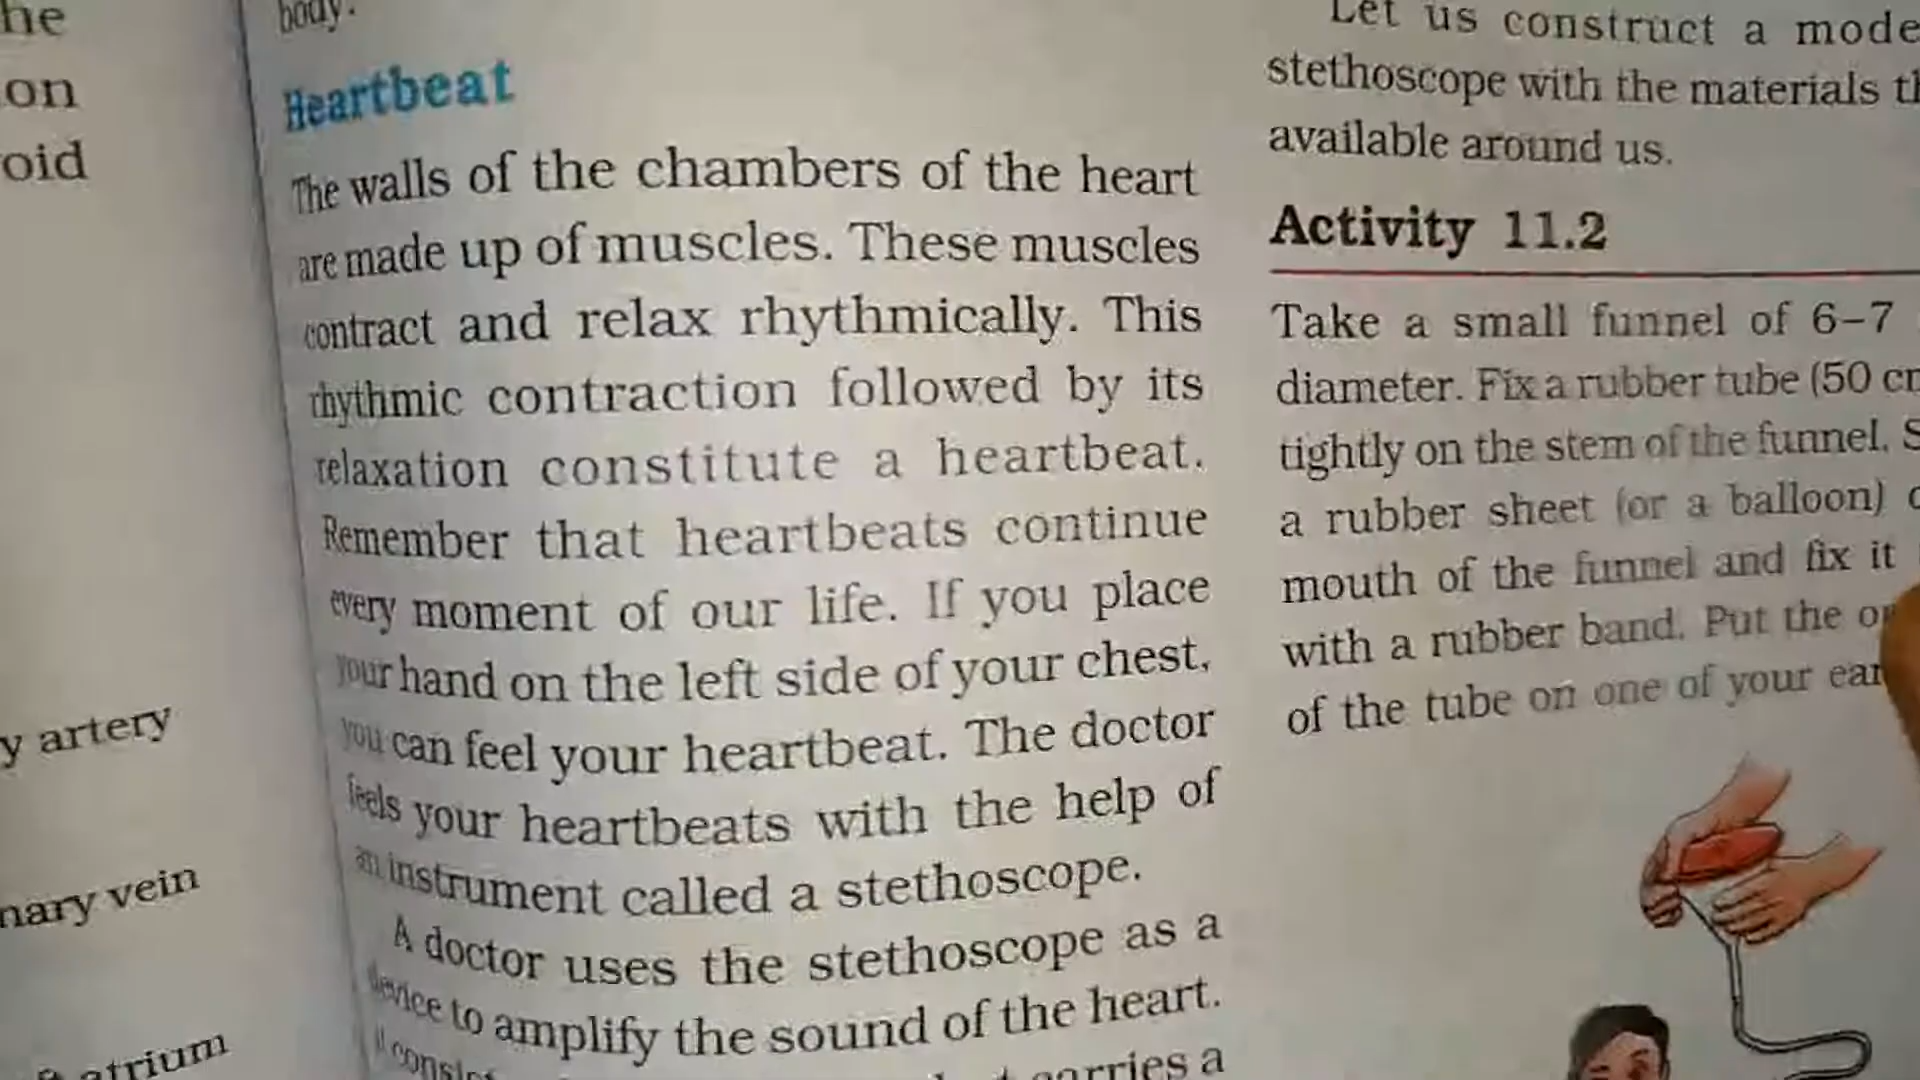 he
on
oid
y artery
nary vein
atrium
body.
Heartbeat
The walls of the chambers of the heart
are made up of muscles. These muscles
contract and relax rhythmically. This
rhythmic contraction followed by its
relaxation constitute a heartbeat.
Remember that heartbeats continue
every moment of our life. If you place
your hand on the left side of your chest,
you can feel your heartbeat. The doctor
feels your heartbeats with the help of
an instrument called a stethoscope.
A doctor uses the stethoscope as a
device to amplify the sound of the heart.
carries a
Let us construct a mode
stethoscope with the materials th
available around us.
Activity 11.2
Take a small funnel of 6–7
diameter. Fix a rubber tube (50 cm
tightly on the stem of the funnel. S
a rubber sheet (or a balloon) o
mouth of the funnel and fix it
with a rubber band. Put the
of the tube on one of your ear